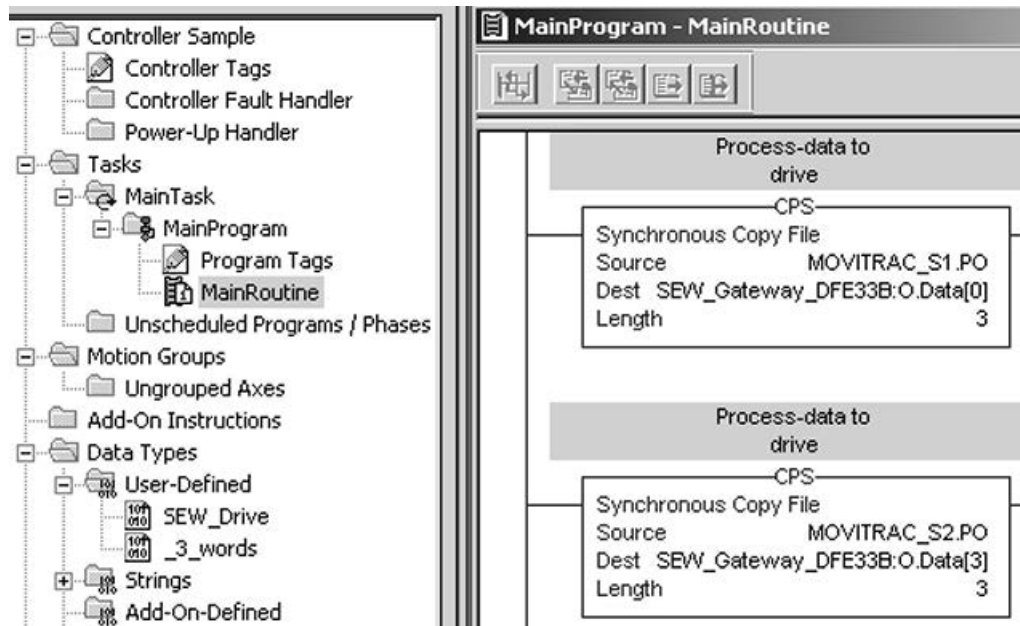 Controller Sample
Controller Tags
Controller Fault Handler
Power-Up Handler
Tasks
MainTask
MainProgram
Program Tags
MainRoutine
Unscheduled Programs / Phases
Motion Groups
Ungrouped Axes
Add-On Instructions
Data Types
User-Defined
SEW_Drive
_3_words
Strings
Add-On-Defined
MainProgram - MainRoutine
Process-data to
drive
CPS
Synchronous Copy File
Source MOVITRAC_S1.PO
Dest SEW_Gateway_DFE33B:O.Data[0]
Length 3
Process-data to
drive
CPS
Synchronous Copy File
Source MOVITRAC_S2.PO
Dest SEW_Gateway_DFE33B:O.Data[3]
Length 3